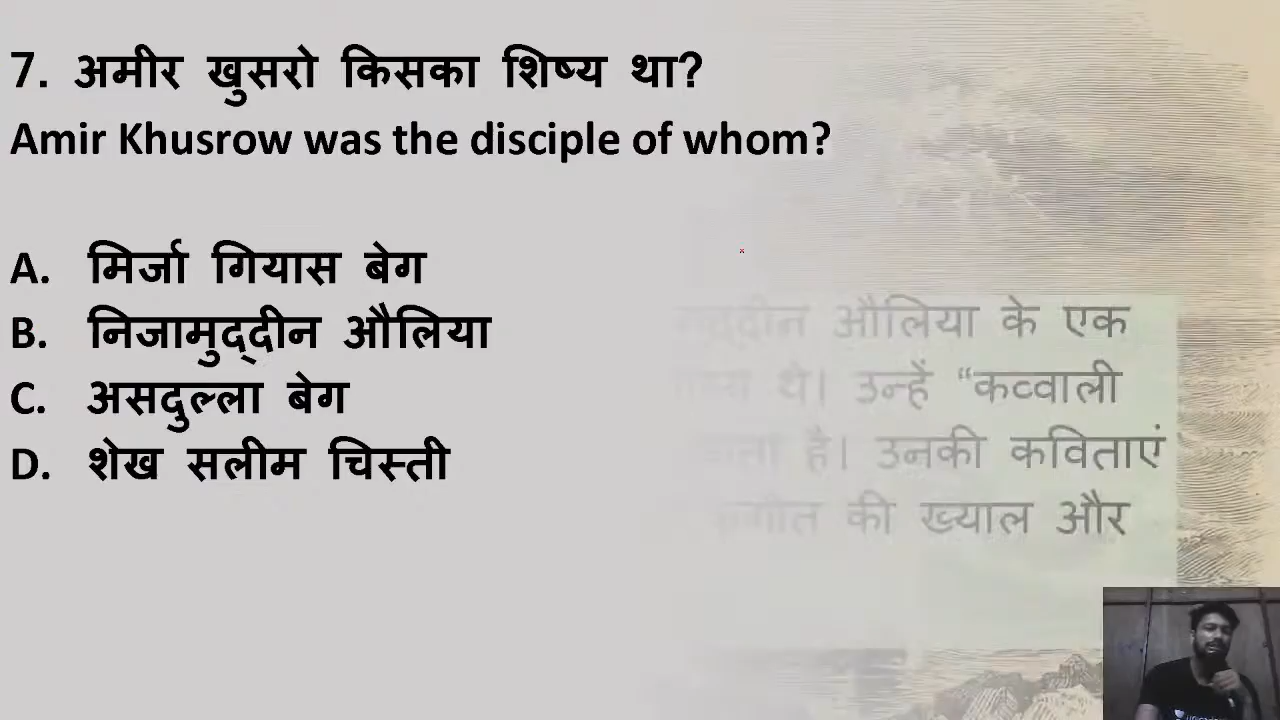 7. अमीर खुसरो किसका शिष्य था?
Amir Khusrow was the disciple of whom?
A. मिर्जा गियास बेग
B. निजामुद्दीन औलिया
C. असदुल्ला बेग
D. शेख सलीम चिस्ती
औलिया के एक
थे। उन्हें “कव्वाली
है। उनकी कविताएं
की ख्याल और